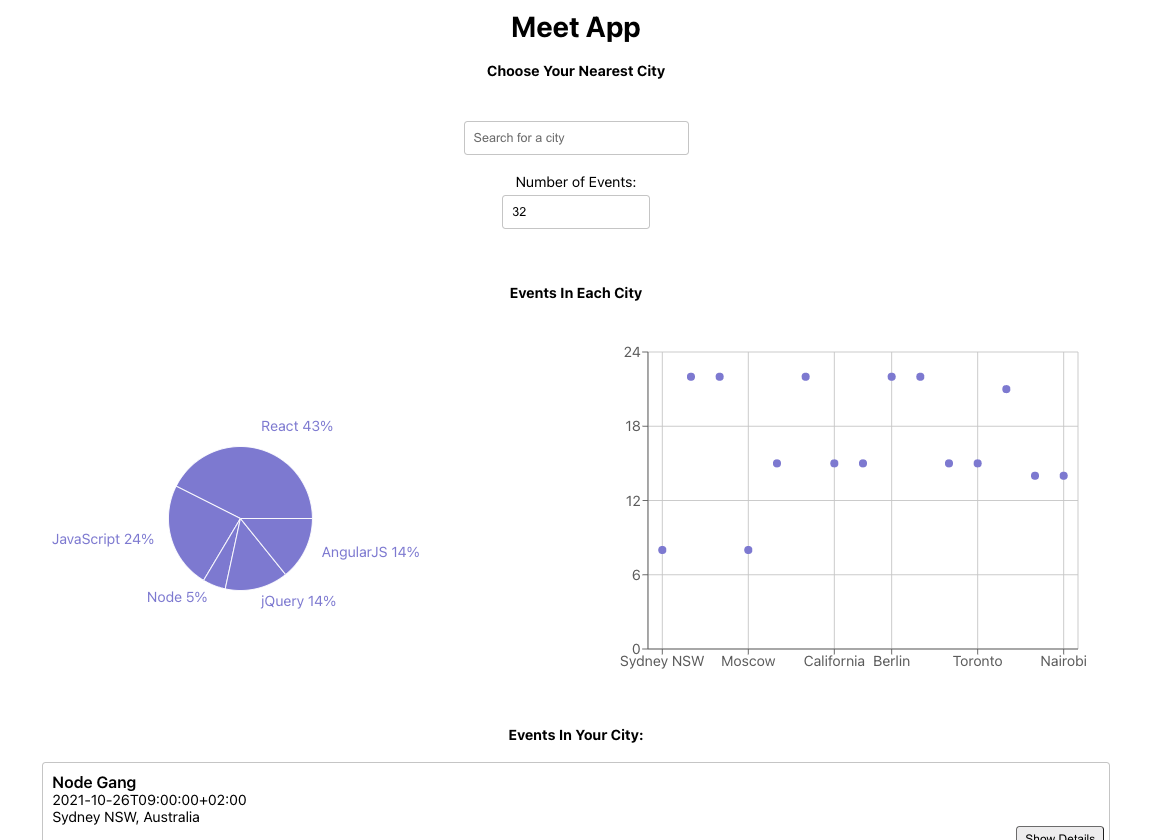 Meet App
Choose Your Nearest City
Search for a city
Number of Events:
32
Events In Each City
React 43%
JavaScript 24%
AngularJS 14%
Node 5%
jQuery 14%
24
18
12
6
0
Sydney NSW Moscow California Berlin Toronto Nairobi
Events In Your City:
Node Gang
2021-10-26T09:00:00+02:00
Sydney NSW, Australia
Show Details